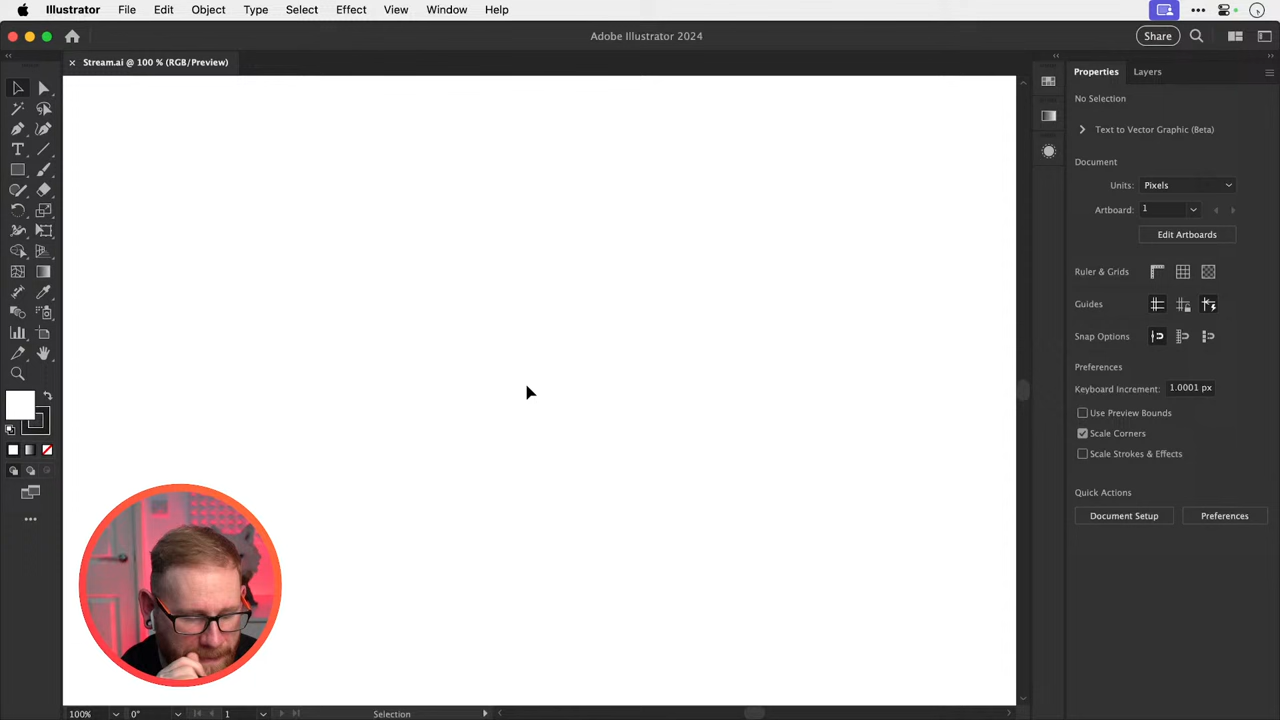 Illustrator File Edit Object Type Select Effect View Window Help
Adobe Illustrator 2024
Share
Stream.ai @ 100 % (RGB/Preview)
Properties Layers
No Selection
Text to Vector Graphic (Beta)
Document
Units: Pixels
Artboard: 1
Edit Artboards
Ruler & Grids
Guides
Snap Options
Preferences
Keyboard Increment: 1.0001 px
Use Preview Bounds
Scale Corners
Scale Strokes & Effects
Quick Actions
Document Setup Preferences
100% 0° 1 Selection